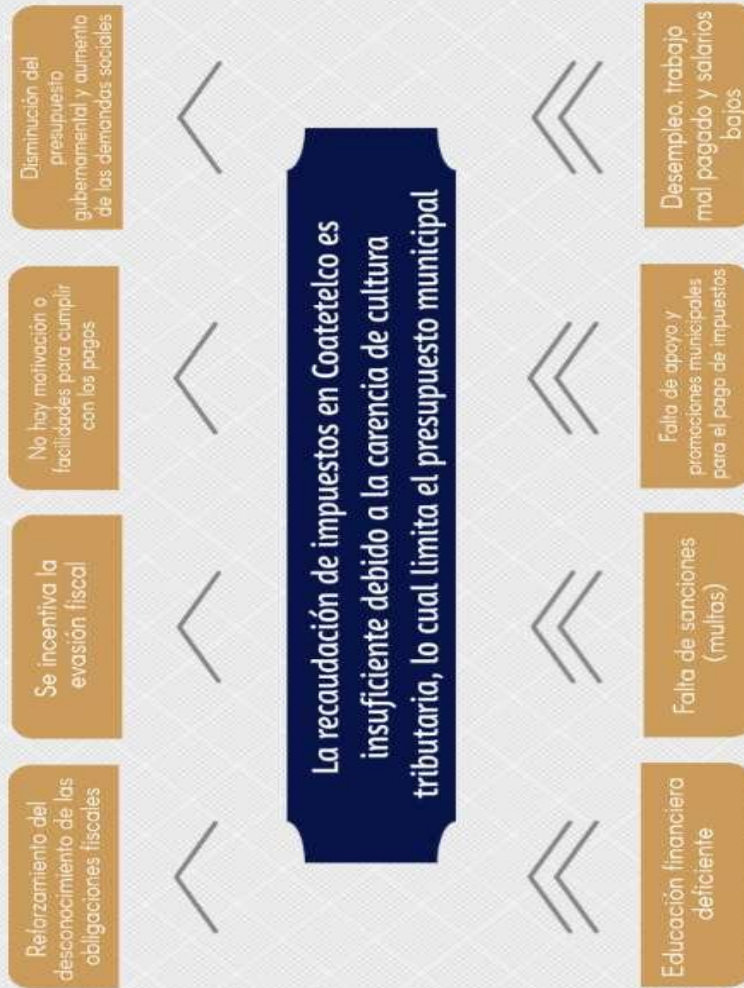 Reforzamiento del
desconocimiento de las
obligaciones fiscales
Se incentiva la
evasión fiscal
No hay motivación o
facilidades para cumplir
con los pagos
Disminución del
presupuesto
gubernamental y aumento
de las demandas sociales
La recaudación de impuestos en Coatetelco es
insuficiente debido a la carencia de cultura
tributaria, lo cual limita el presupuesto municipal
Educación financiera
deficiente
Falta de sanciones
(multas)
Falta de apoyo y
promociones municipales
para el pago de impuestos
Desempleo, trabajo
mal pagado y salarios
bajos